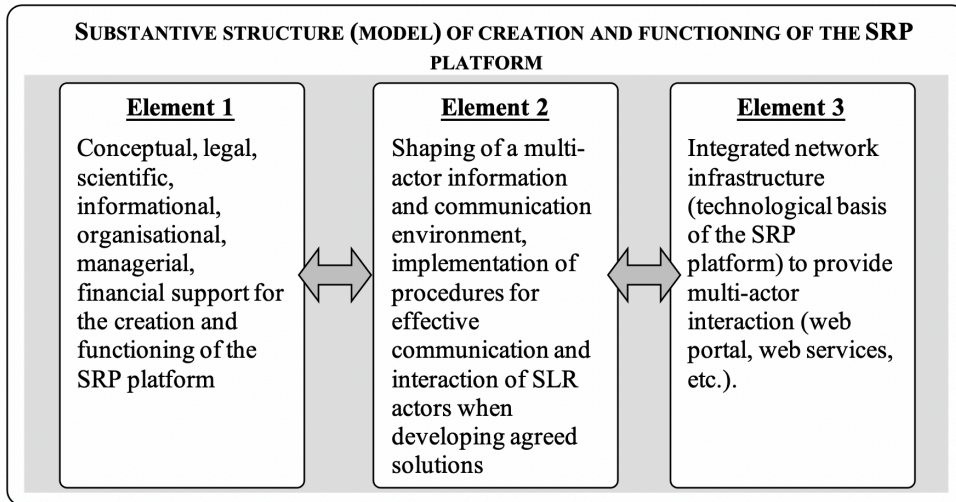 SUBSTANTIVE STRUCTURE (MODEL) OF CREATION AND FUNCTIONING OF THE SRP
PLATFORM
Element 1
Conceptual, legal,
scientific,
informational,
organisational,
managerial,
financial support for
the creation and
functioning of the
SRP platform
Element 2
Shaping of a multi-
actor information
and communication
environment,
implementation of
procedures for
effective
communication and
interaction of SLR
actors when
developing agreed
solutions
Element 3
Integrated network
infrastructure
(technological basis
of the SRP
platform) to provide
multi-actor
interaction (web
portal, web services,
etc.).